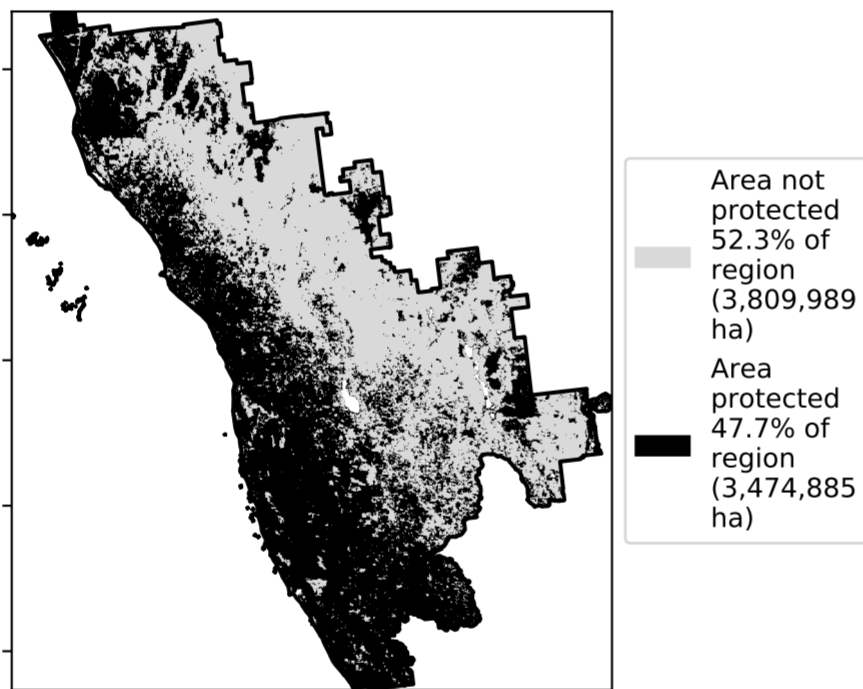 Area not
protected
52.3% of
region
(3,809,989
ha)
Area
protected
47.7% of
region
(3,474,885
ha)